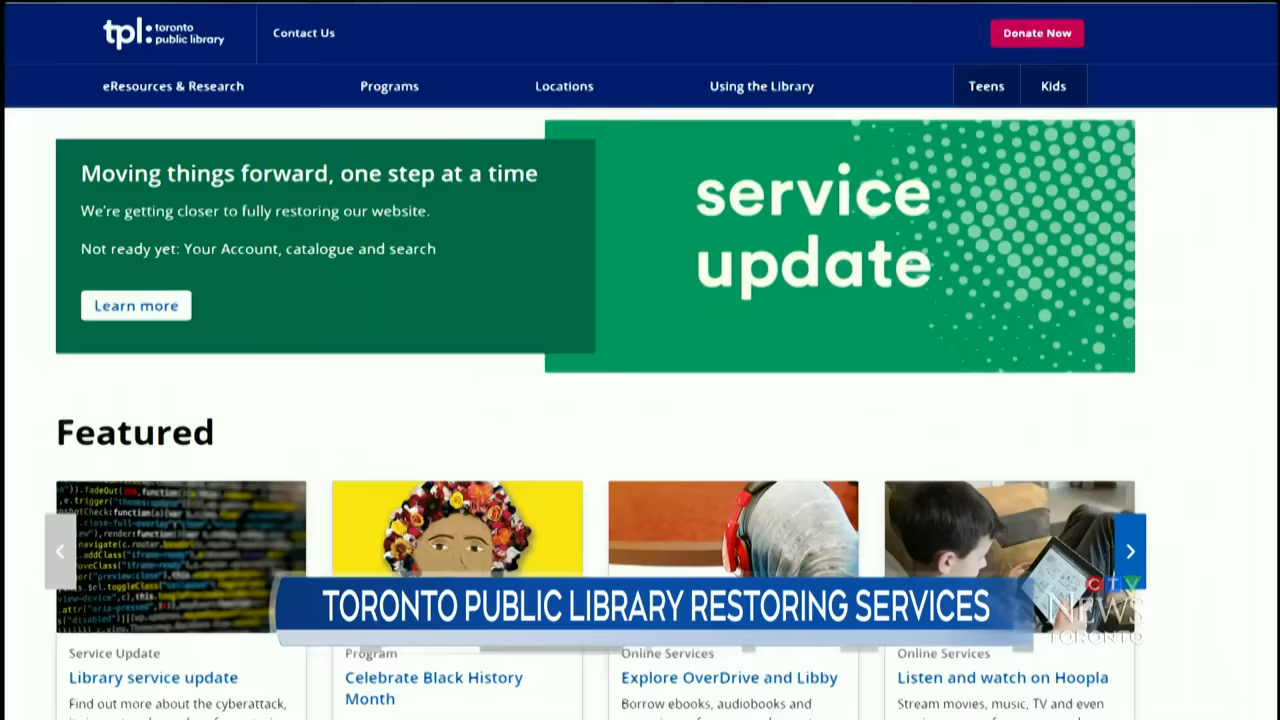 tpl: toronto
public library
Contact Us
Donate Now
eResources & Research
Programs
Locations
Using the Library
Teens
Kids
Moving things forward, one step at a time
We're getting closer to fully restoring our website.
Not ready yet: Your Account, catalogue and search
Learn more
service
update
Featured
TORONTO PUBLIC LIBRARY RESTORING SERVICES
CTV
NEWS
TORONTO
Service Update
Library service update
Find out more about the cyberattack,
Program
Celebrate Black History
Month
Online Services
Explore OverDrive and Libby
Borrow ebooks, audiobooks and
Online Services
Listen and watch on Hoopla
Stream movies, music, TV and even